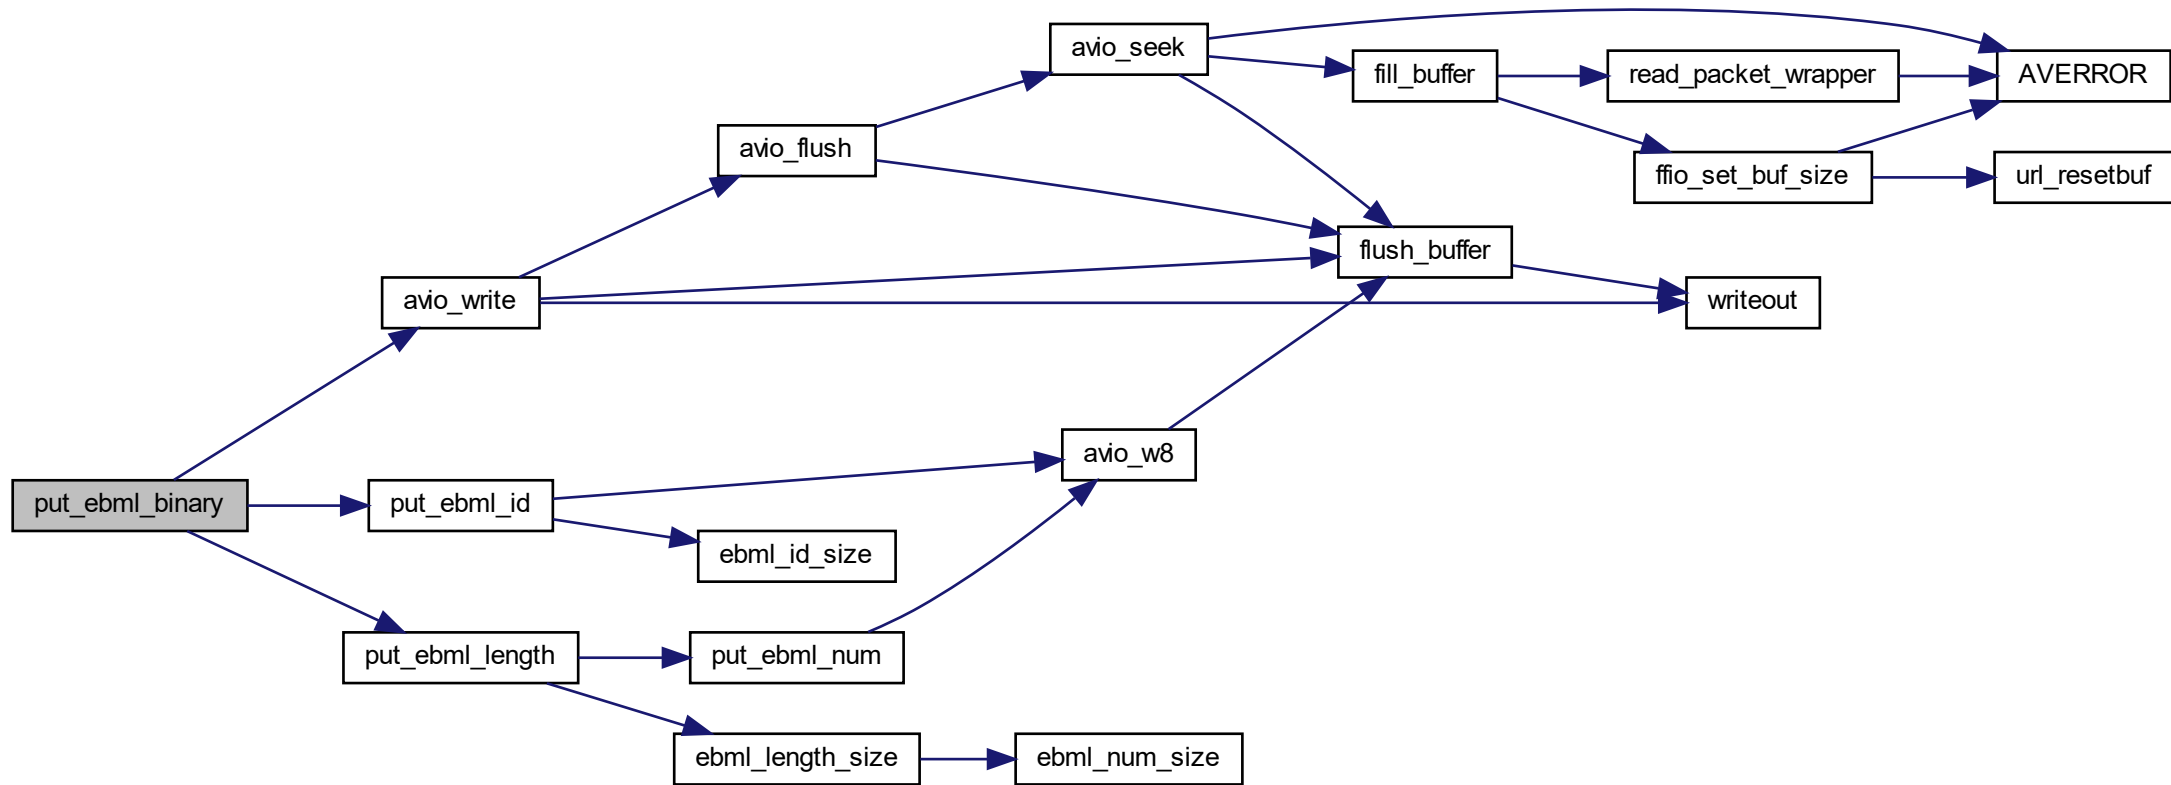 avio_seek
fill_buffer
read_packet_wrapper
AVERROR
avio_flush
ffio_set_buf_size
url_resetbuf
flush_buffer
avio_write
writeout
avio_w8
put_ebml_binary
put_ebml_id
ebml_id_size
put_ebml_length
put_ebml_num
ebml_length_size
ebml_num_size